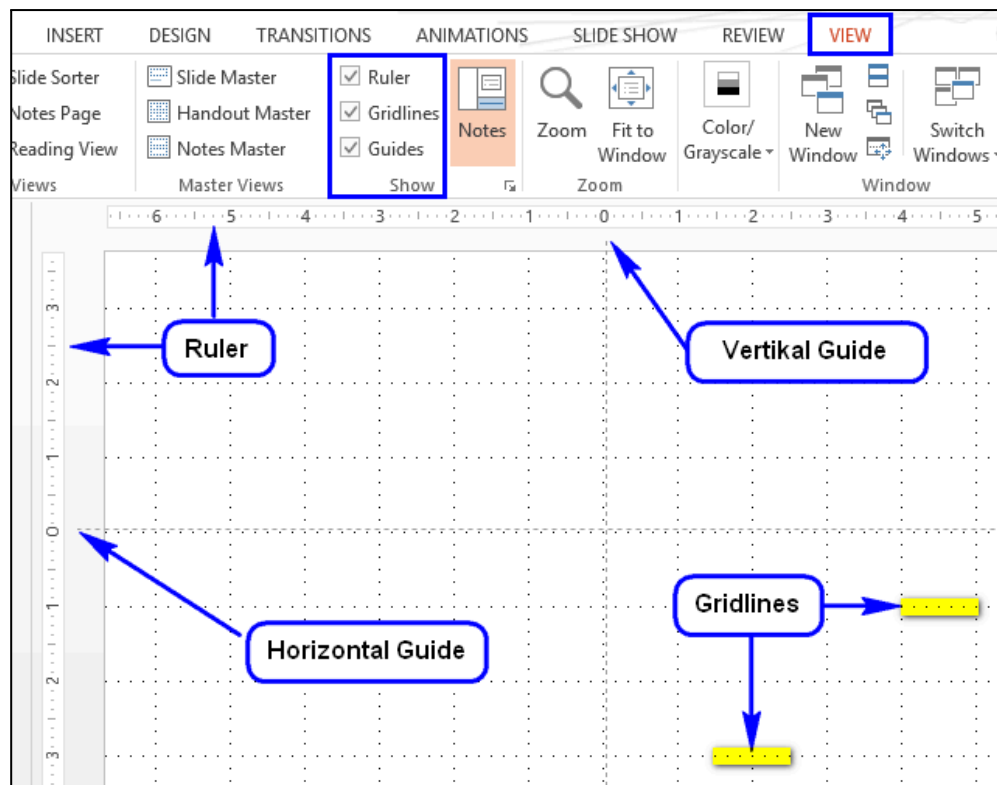 INSERT DESIGN TRANSITIONS ANIMATIONS SLIDE SHOW REVIEW VIEW
Slide Sorter
Notes Page
Reading View
Views
Slide Master
Handout Master
Notes Master
Master Views
Ruler
Gridlines
Guides
Show
Notes
Zoom
Fit to
Window
Zoom
Color/
Grayscale
New
Window
Switch
Windows
Window
6 5 4 3 2 1 0 1 2 3 4 5
3
2
1
0
1
2
3
Ruler
Vertikal Guide
Gridlines
Horizontal Guide